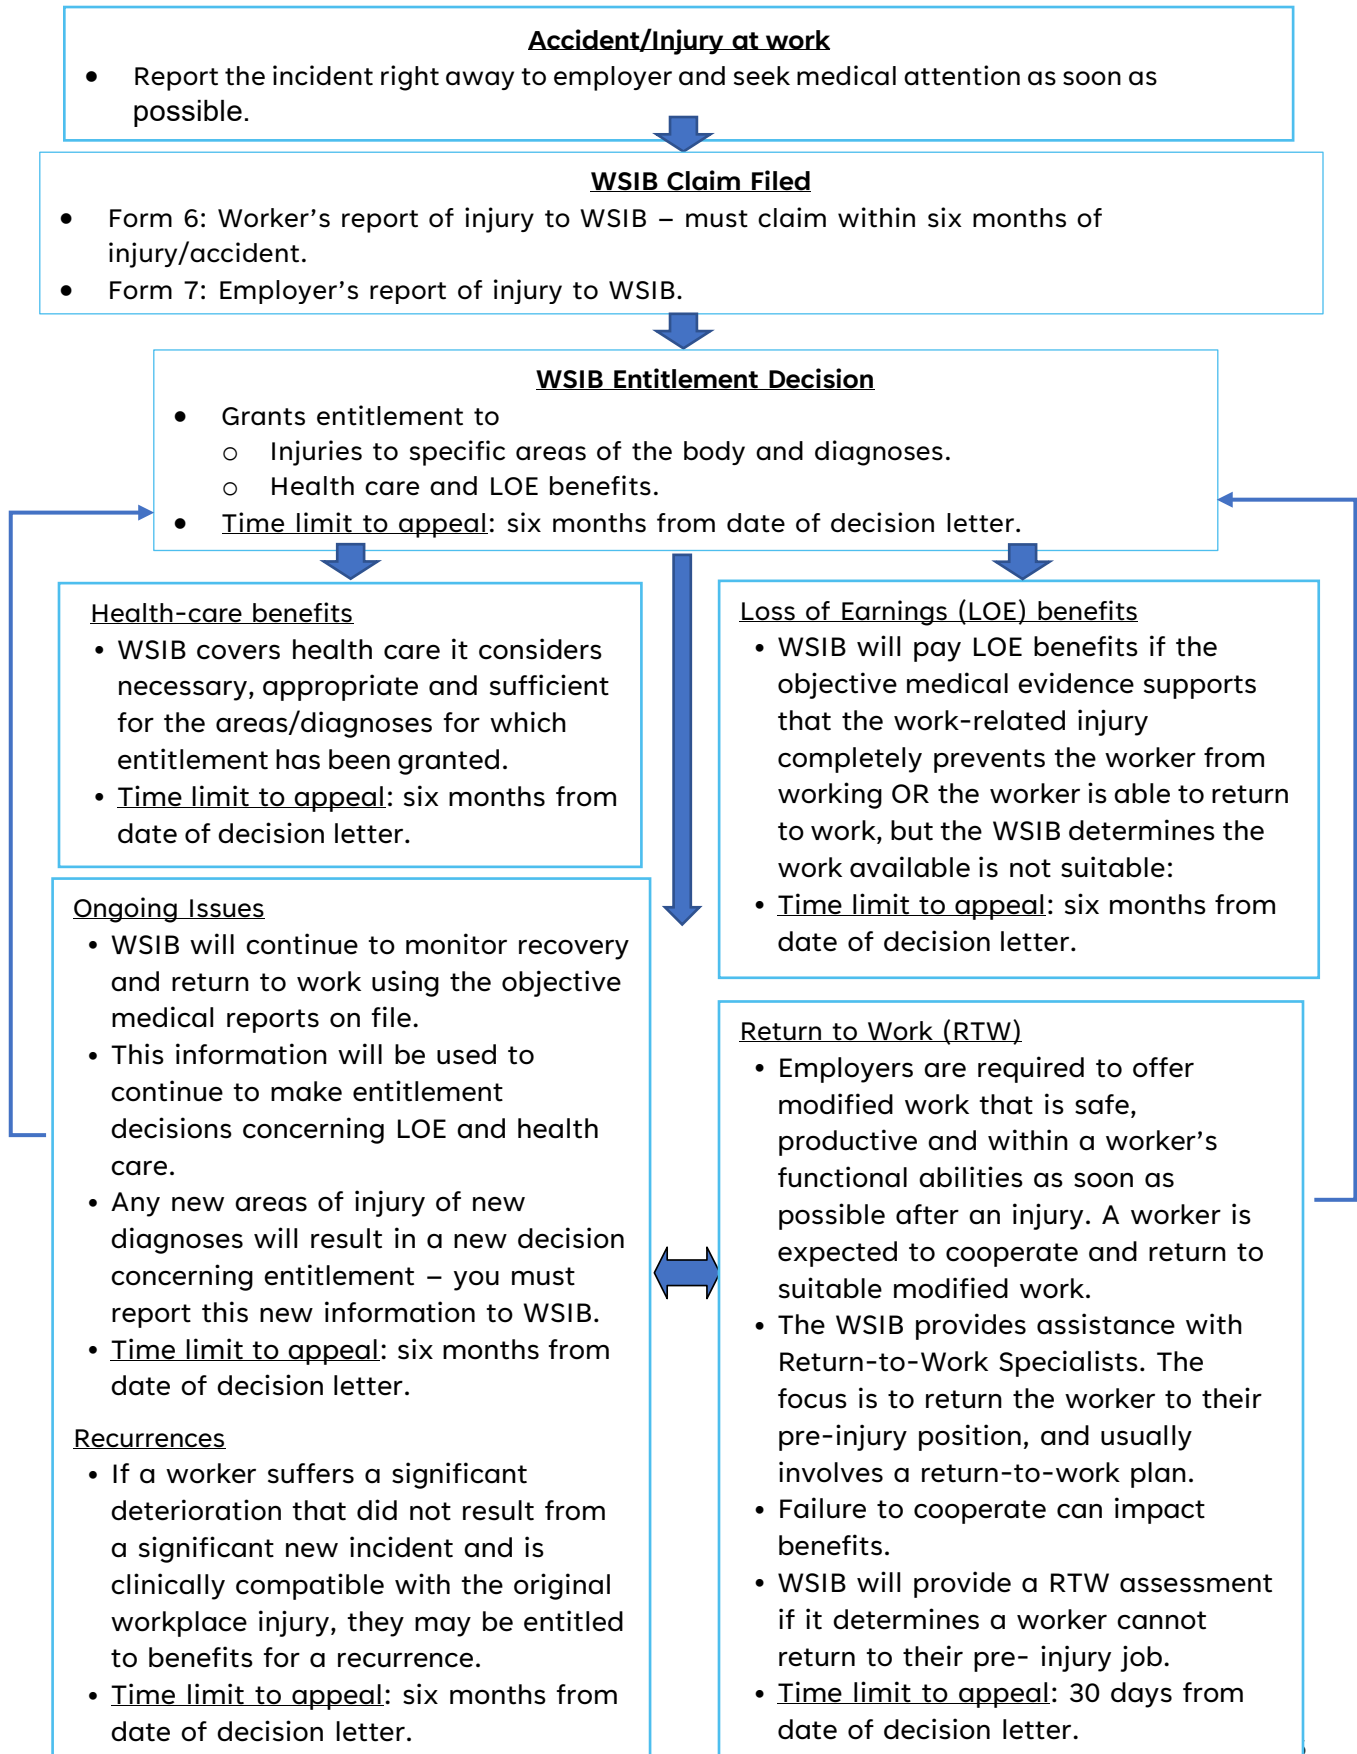 Accident/Injury at work
• Report the incident right away to employer and seek medical attention as soon as
possible.
WSIB Claim Filed
• Form 6: Worker’s report of injury to WSIB – must claim within six months of
injury/accident.
• Form 7: Employer’s report of injury to WSIB.
WSIB Entitlement Decision
• Grants entitlement to
o Injuries to specific areas of the body and diagnoses.
o Health care and LOE benefits.
• Time limit to appeal: six months from date of decision letter.
Health-care benefits
• WSIB covers health care it considers
necessary, appropriate and sufficient
for the areas/diagnoses for which
entitlement has been granted.
• Time limit to appeal: six months from
date of decision letter.
Loss of Earnings (LOE) benefits
• WSIB will pay LOE benefits if the
objective medical evidence supports
that the work-related injury
completely prevents the worker from
working OR the worker is able to return
to work, but the WSIB determines the
work available is not suitable:
• Time limit to appeal: six months from
date of decision letter.
Ongoing Issues
• WSIB will continue to monitor recovery
and return to work using the objective
medical reports on file.
• This information will be used to
continue to make entitlement
decisions concerning LOE and health
care.
• Any new areas of injury of new
diagnoses will result in a new decision
concerning entitlement – you must
report this new information to WSIB.
• Time limit to appeal: six months from
date of decision letter.
Recurrences
• If a worker suffers a significant
deterioration that did not result from
a significant new incident and is
clinically compatible with the original
workplace injury, they may be entitled
to benefits for a recurrence.
• Time limit to appeal: six months from
date of decision letter.
Return to Work (RTW)
• Employers are required to offer
modified work that is safe,
productive and within a worker’s
functional abilities as soon as
possible after an injury. A worker is
expected to cooperate and return to
suitable modified work.
• The WSIB provides assistance with
Return-to-Work Specialists. The
focus is to return the worker to their
pre-injury position, and usually
involves a return-to-work plan.
• Failure to cooperate can impact
benefits.
• WSIB will provide a RTW assessment
if it determines a worker cannot
return to their pre- injury job.
• Time limit to appeal: 30 days from
date of decision letter.